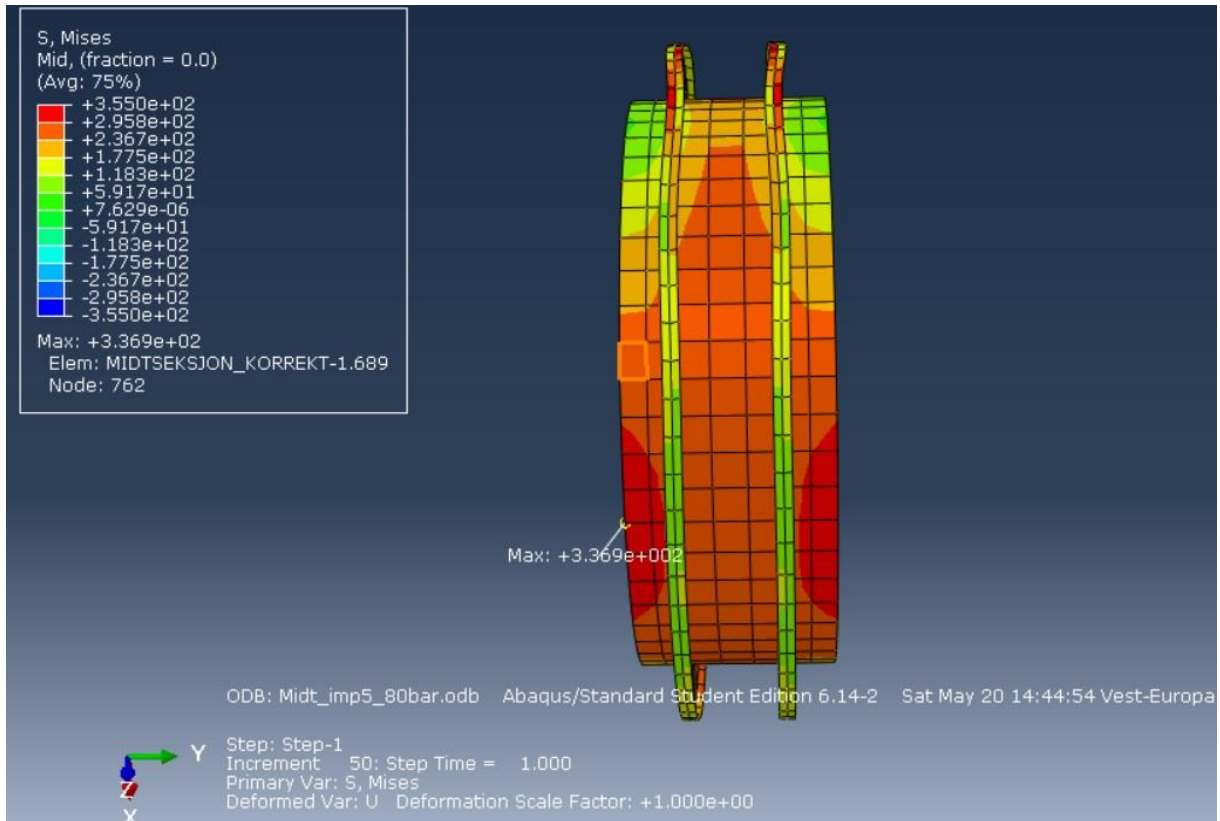 S, Mises
Mid, (fraction = 0.0)
(Avg: 75%)
+3.550e+02
+2.958e+02
+2.367e+02
+1.775e+02
+1.183e+02
+5.917e+01
+7.629e-06
-5.917e+01
-1.183e+02
-1.775e+02
-2.367e+02
-2.958e+02
-3.550e+02
Max: +3.369e+02
Elem: MIDTSEKSJON_KORREKT-1.689
Node: 762
Max: +3.369e+002
ODB: Midt_imp5_80bar.odb Abaqus/Standard Student Edition 6.14-2 Sat May 20 14:44:54 Vest-Europa
Y
Z
X
Step: Step-1
Increment 50: Step Time = 1.000
Primary Var: S, Mises
Deformed Var: U Deformation Scale Factor: +1.000e+00